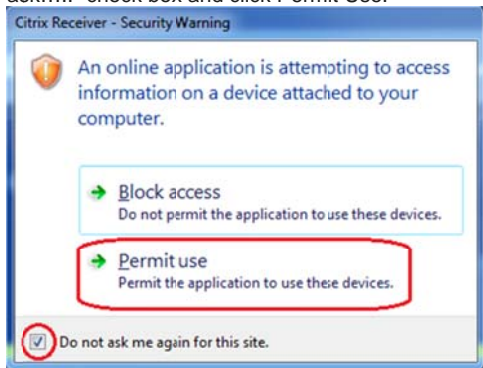 Citrix Receiver - Security Warning
An online application is attempting to access
information on a device attached to your
computer.
Block access
Do not permit the application to use these devices.
Permit use
Permit the application to use these devices.
Do not ask me again for this site.